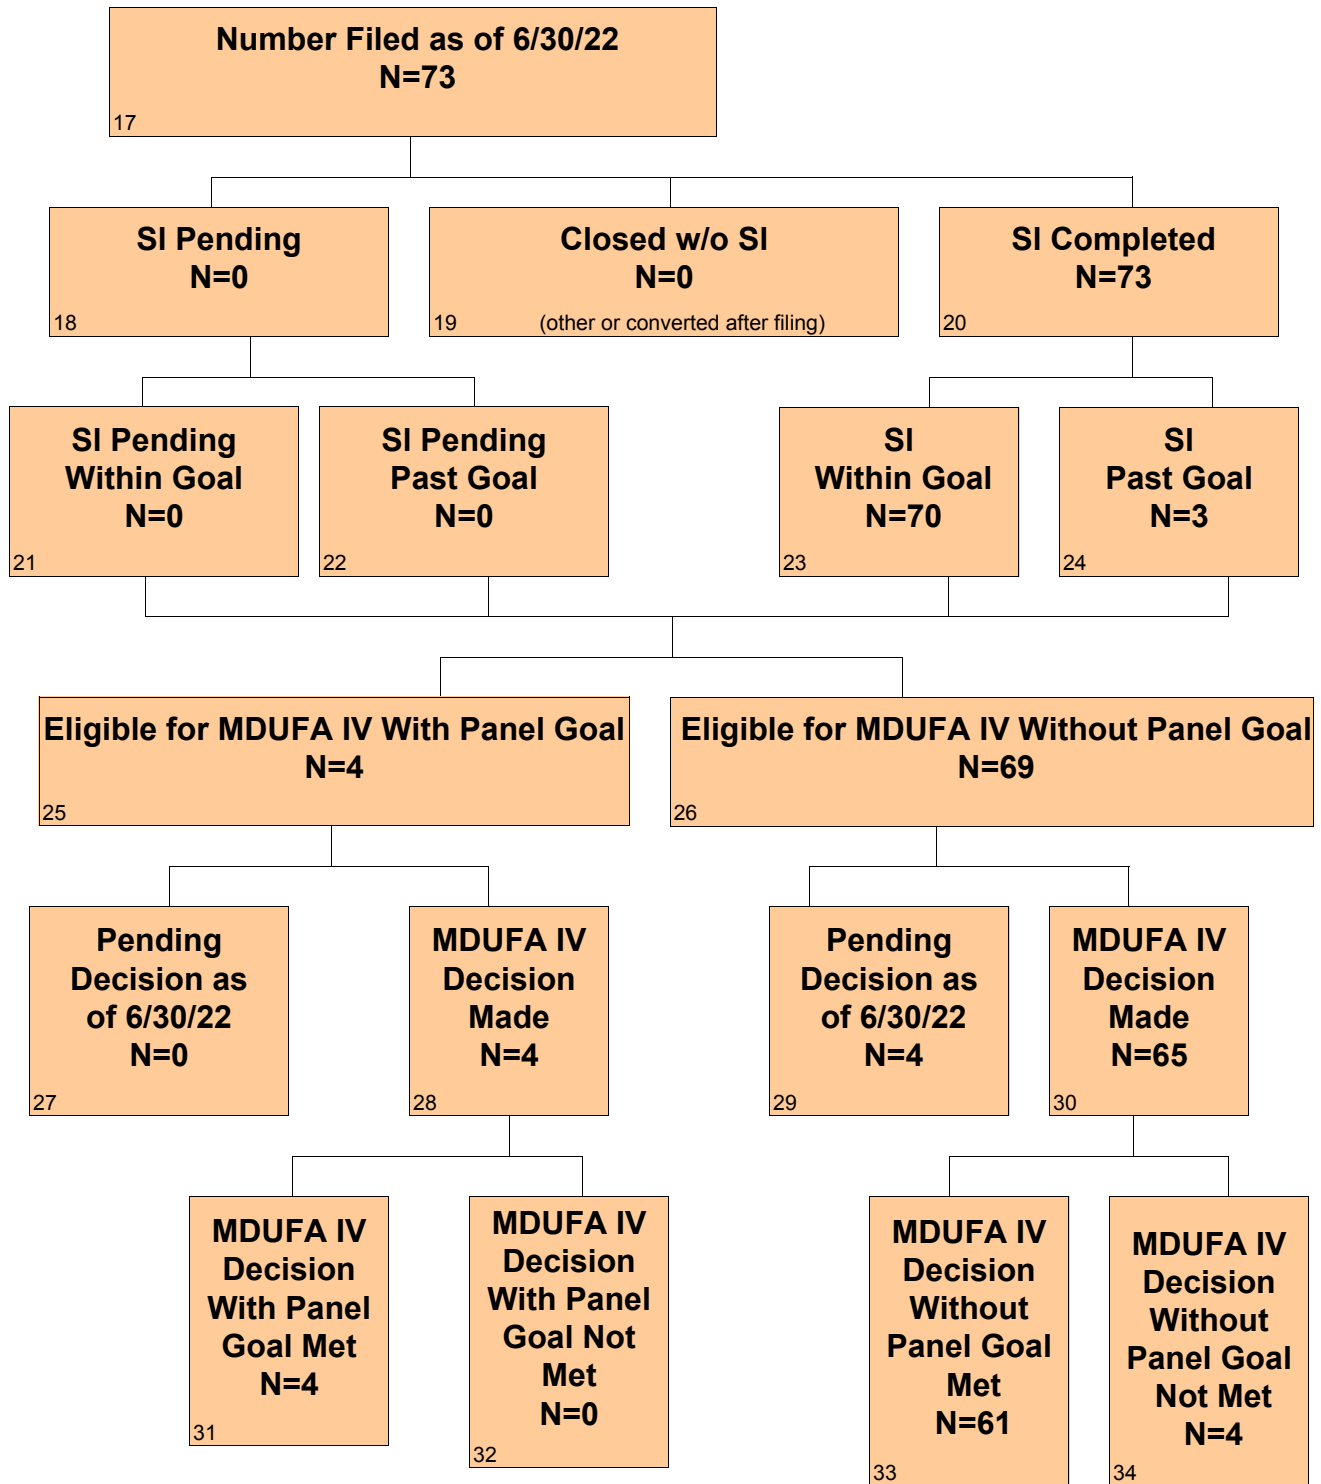 Number Filed as of 6/30/22
N=73
17
SI Pending
N=0
18
Closed w/o SI
N=0
19 (other or converted after filing)
SI Completed
N=73
20
SI Pending
Within Goal
N=0
21
SI Pending
Past Goal
N=0
22
SI
Within Goal
N=70
23
SI
Past Goal
N=3
24
Eligible for MDUFA IV With Panel Goal
N=4
25
Eligible for MDUFA IV Without Panel Goal
N=69
26
Pending
Decision as
of 6/30/22
N=0
27
MDUFA IV
Decision
Made
N=4
28
Pending
Decision as
of 6/30/22
N=4
29
MDUFA IV
Decision
Made
N=65
30
MDUFA IV
Decision
With Panel
Goal Met
N=4
31
MDUFA IV
Decision
With Panel
Goal Not
Met
N=0
32
MDUFA IV
Decision
Without
Panel Goal
Met
N=61
33
MDUFA IV
Decision
Without
Panel Goal
Not Met
N=4
34